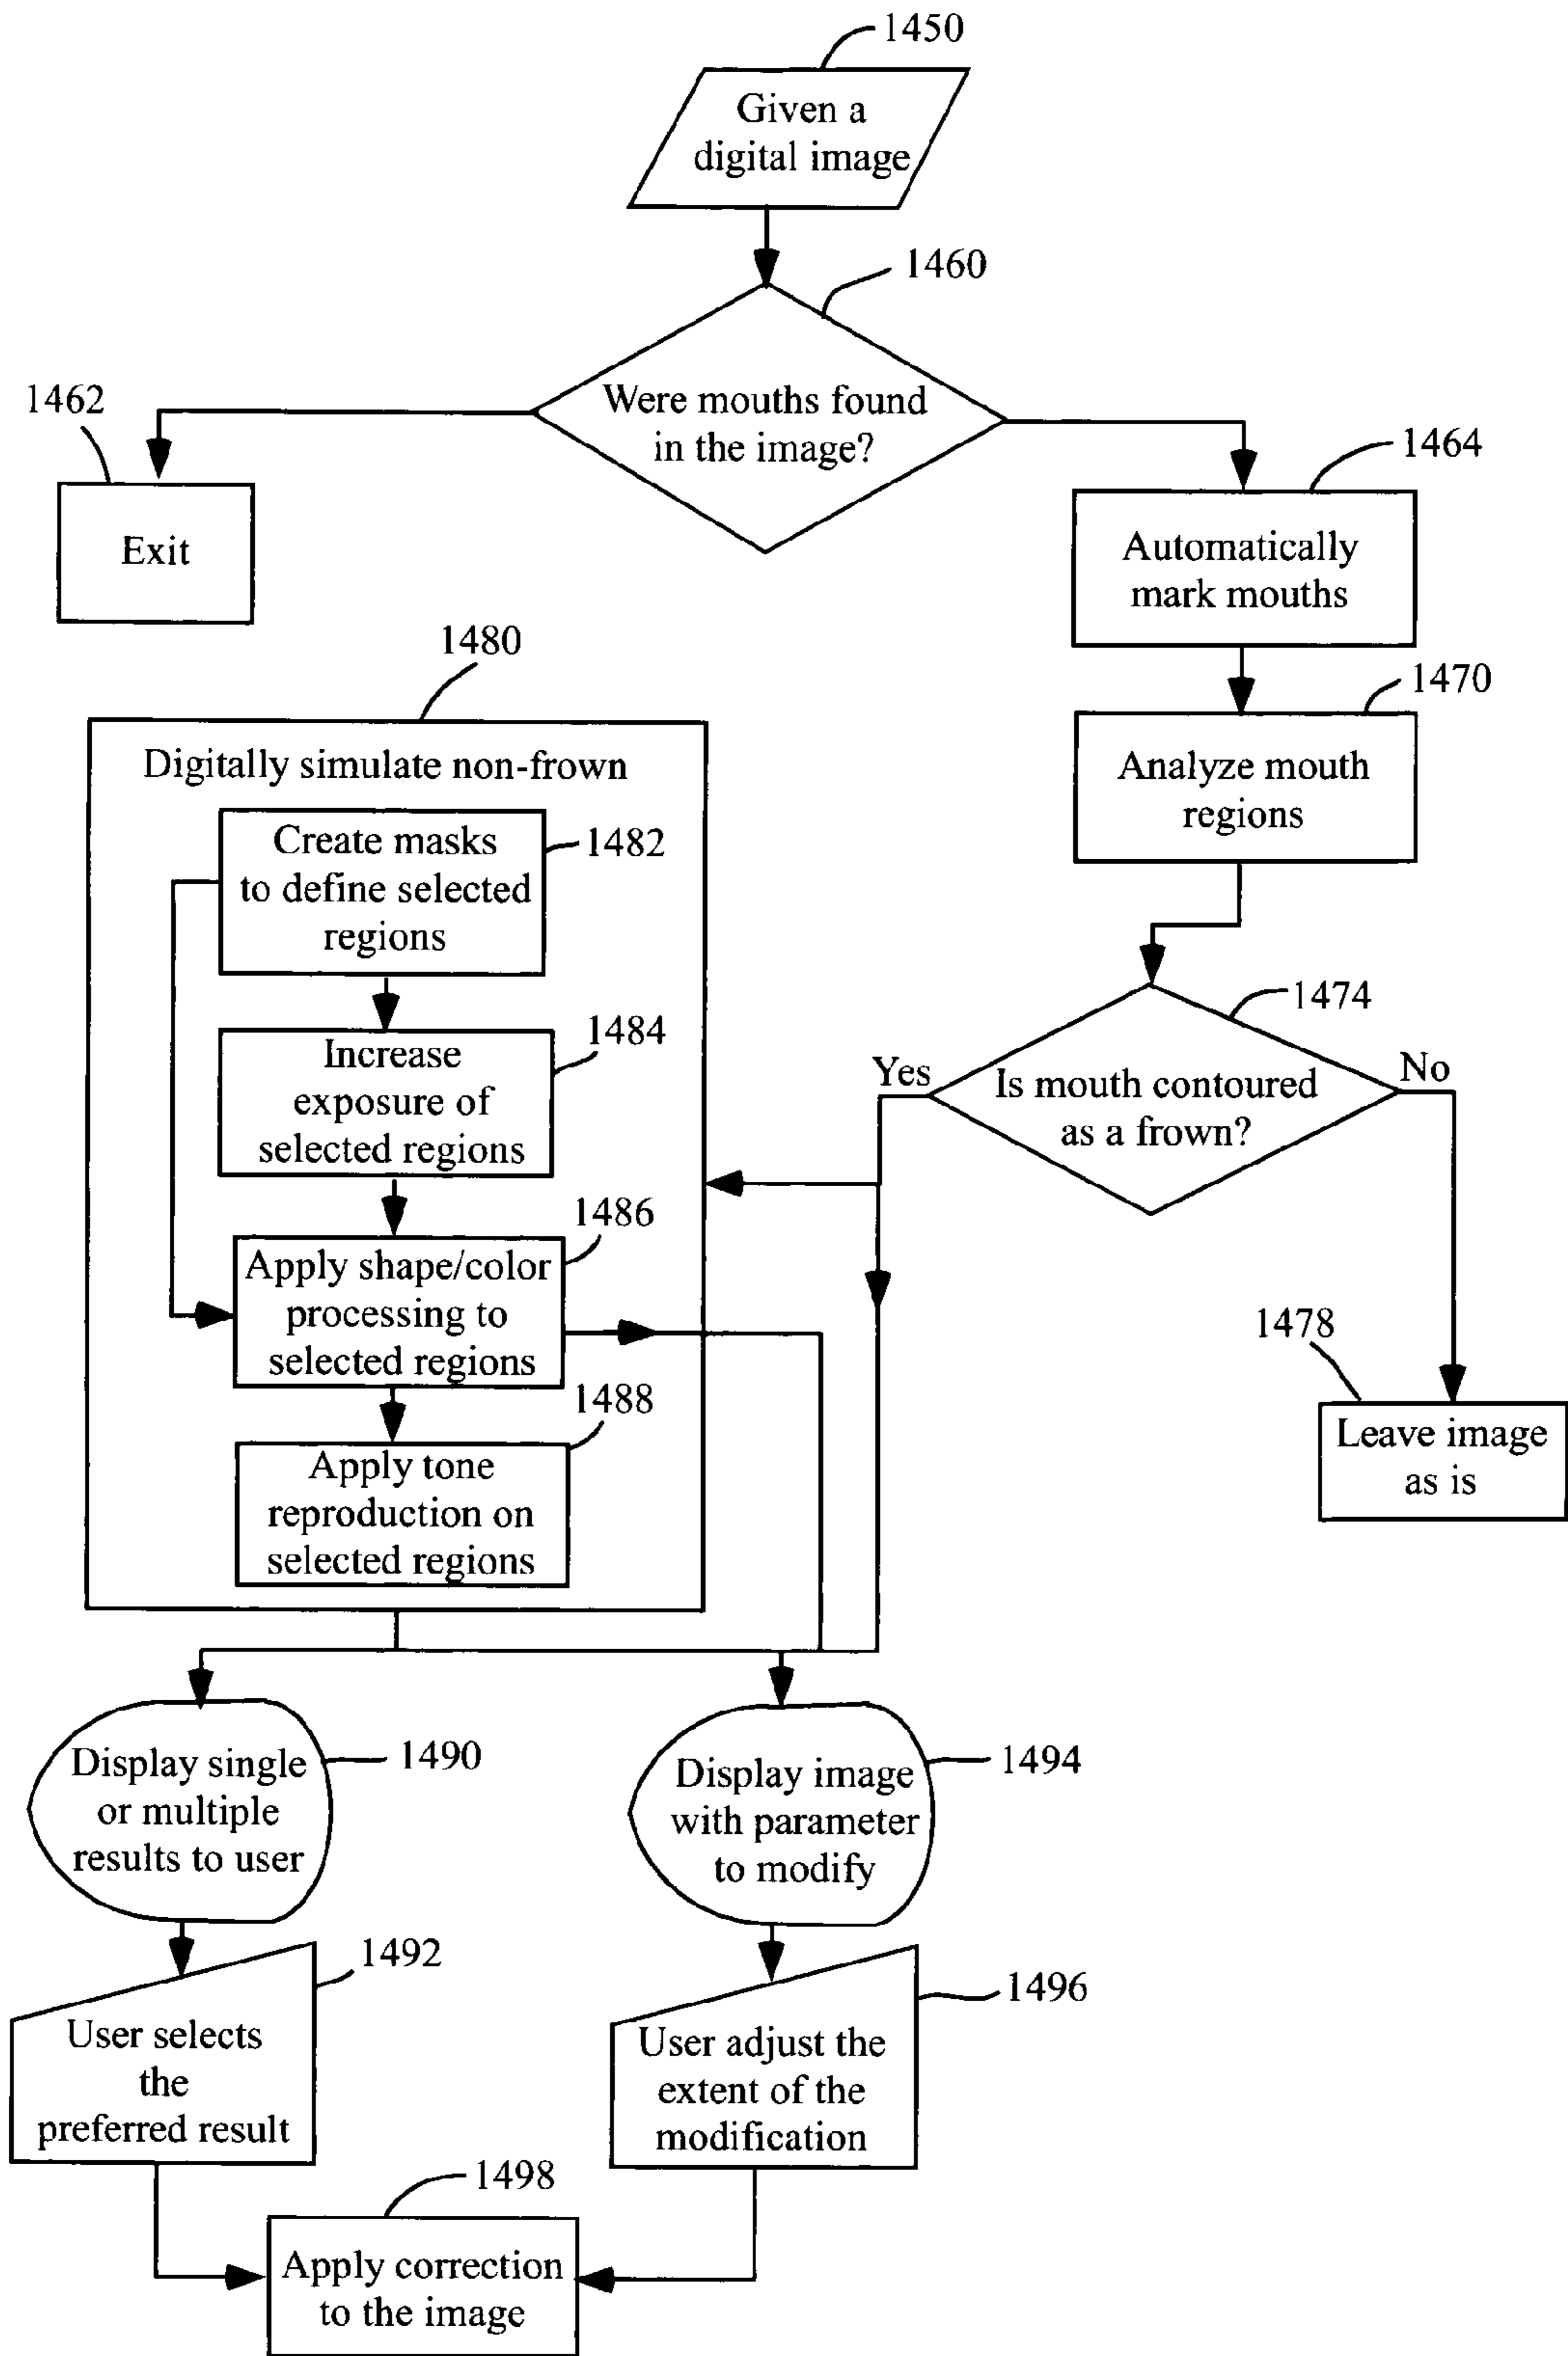 1450
Given a
digital image
1460
Were mouths found
in the image?
1462
Exit
1464
Automatically
mark mouths
1470
Analyze mouth
regions
1474
Is mouth contoured
as a frown?
Yes
No
1478
Leave image
as is
1480
Digitally simulate non-frown
Create masks
to define selected
regions
1482
1484
Increase
exposure of
selected regions
1486
Apply shape/color
processing to
selected regions
1488
Apply tone
reproduction on
selected regions
Display single
or multiple
results to user
1490
Display image
with parameter
to modify
1494
1492
User selects
the
preferred result
1496
User adjust the
extent of the
modification
1498
Apply correction
to the image